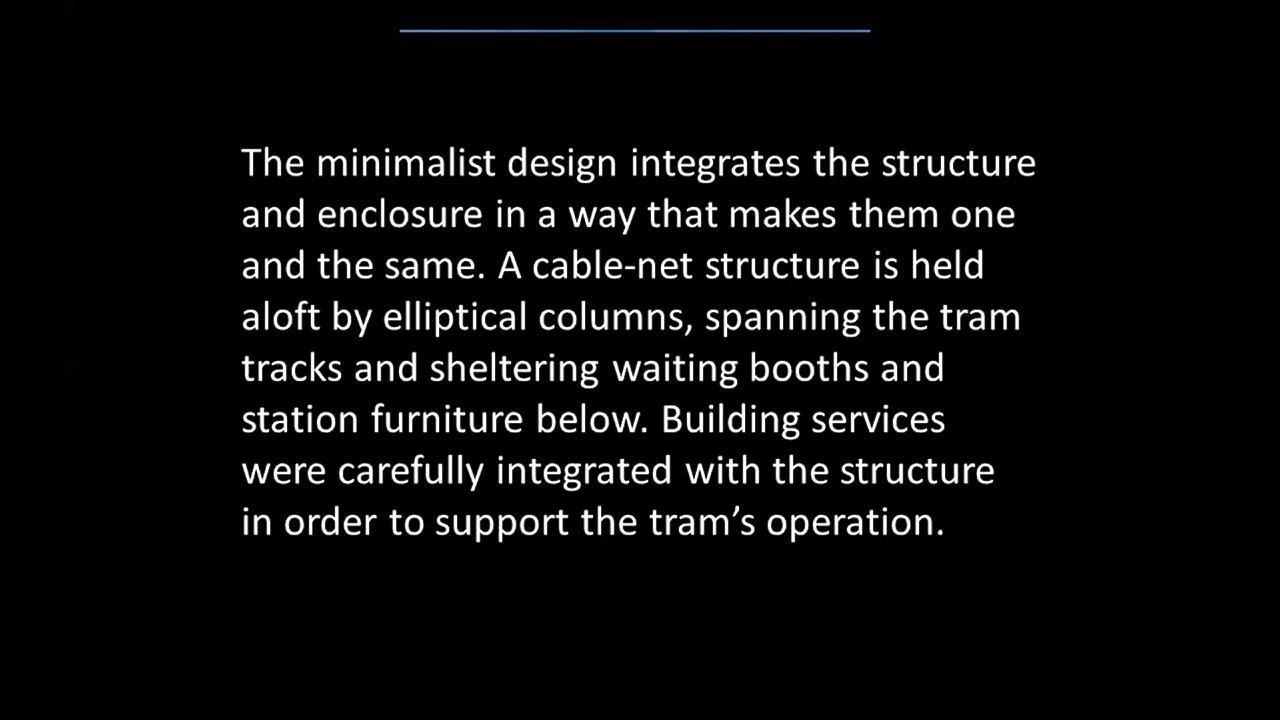 The minimalist design integrates the structure
and enclosure in a way that makes them one
and the same. A cable-net structure is held
aloft by elliptical columns, spanning the tram
tracks and sheltering waiting booths and
station furniture below. Building services
were carefully integrated with the structure
in order to support the tram’s operation.